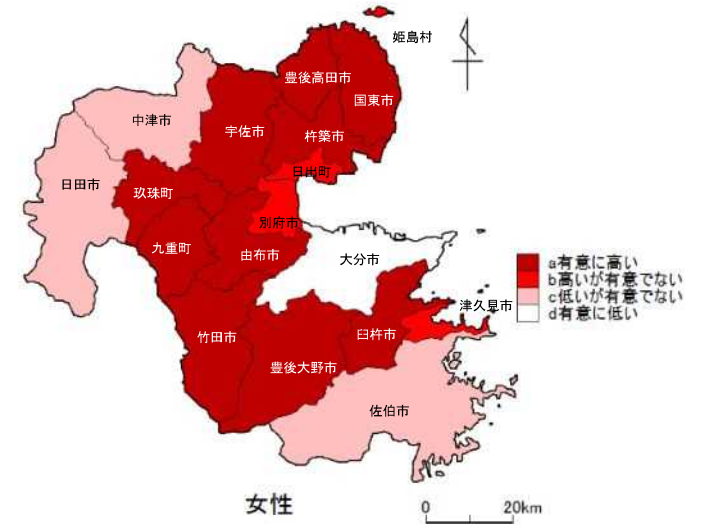 姫島村
豊後高田市
国東市
中津市
宇佐市
杵築市
日出町
日田市
玖珠町
別府市
九重町
由布市
大分市
a有意に高い
b高いが有意でない
c低いが有意でない
d有意に低い
津久見市
竹田市
臼杵市
豊後大野市
佐伯市
女性
0 20km